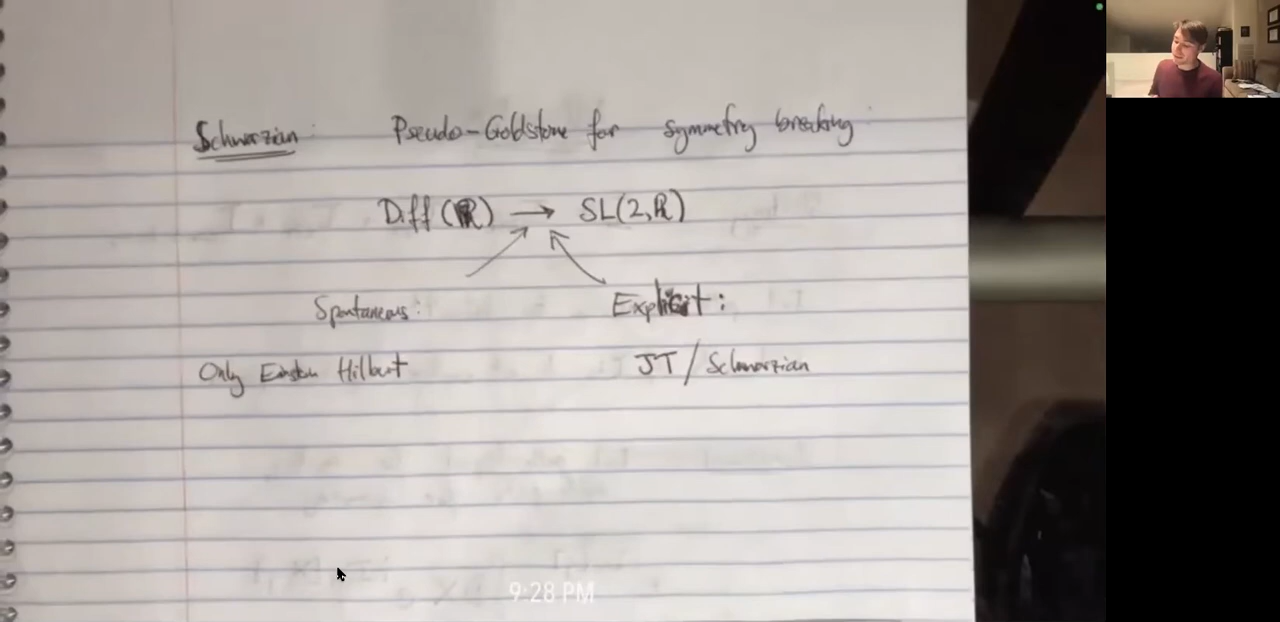 Schwarzian: Pseudo-Goldstone for symmetry breaking:
Diff(ℝ) → SL(2,ℝ)
Spontaneous: Explicit:
Only Einstein Hilbert JT/Schwarzian
9:28 PM